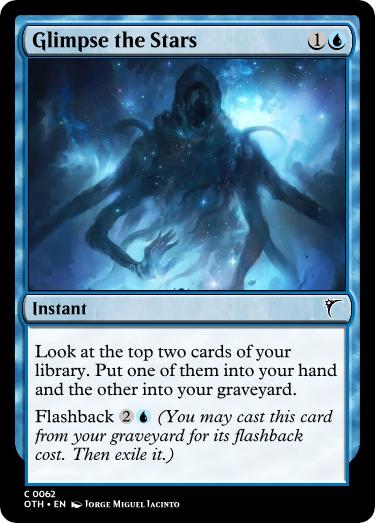 Glimpse the Stars 1
Instant
Look at the top two cards of your
library. Put one of them into your hand
and the other into your graveyard.
Flashback 2 (You may cast this card
from your graveyard for its flashback
cost. Then exile it.)
C 0062
OTH • EN Jorge Miguel Jacinto